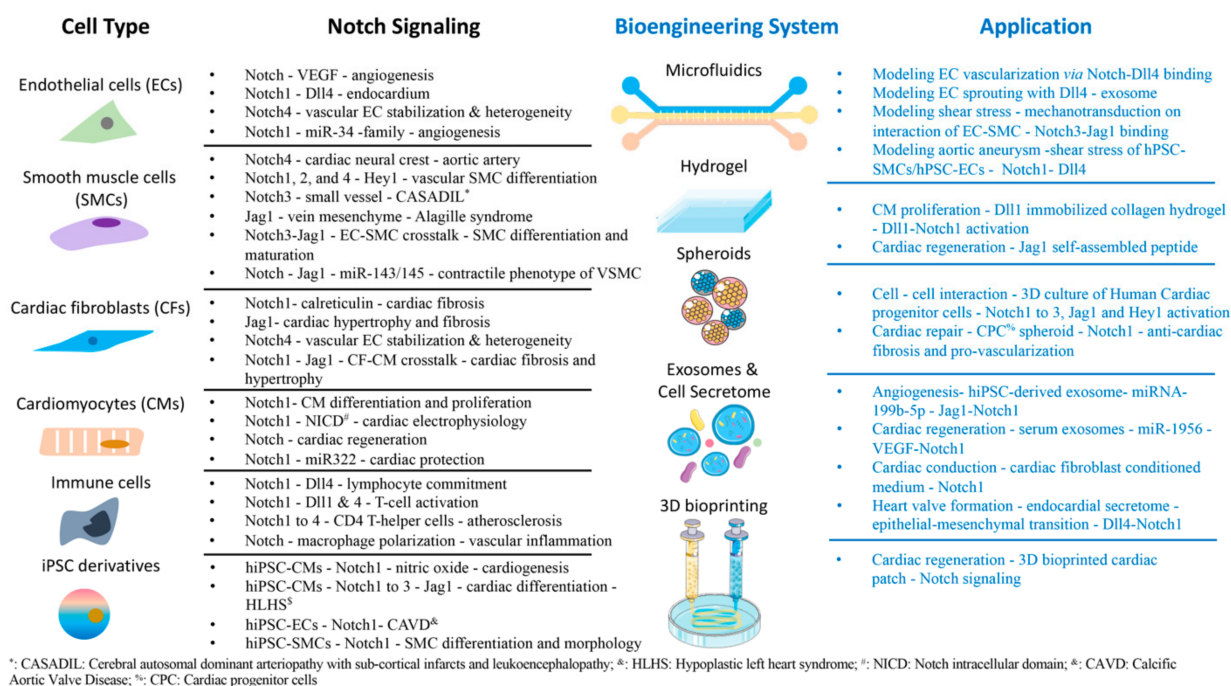 Cell Type
Notch Signaling
Bioengineering System
Application
Endothelial cells (ECs)
• Notch - VEGF - angiogenesis
• Notch1 - Dll4 - endocardium
• Notch4 - vascular EC stabilization & heterogeneity
• Notch1 - miR-34 -family - angiogenesis
Smooth muscle cells
(SMCs)
• Notch4 - cardiac neural crest - aortic artery
• Notch1, 2, and 4 - Hey1 - vascular SMC differentiation
• Notch3 - small vessel - CASADIL*
• Jag1 - vein mesenchyme - Alagille syndrome
• Notch3-Jag1 - EC-SMC crosstalk - SMC differentiation and
maturation
• Notch - Jag1 - miR-143/145 - contractile phenotype of VSMC
Cardiac fibroblasts (CFs)
• Notch1- calreticulin - cardiac fibrosis
• Jag1- cardiac hypertrophy and fibrosis
• Notch4 - vascular EC stabilization & heterogeneity
• Notch1 - Jag1 - CF-CM crosstalk - cardiac fibrosis and
hypertrophy
Cardiomyocytes (CMs)
• Notch1- CM differentiation and proliferation
• Notch1 - NICD# - cardiac electrophysiology
• Notch - cardiac regeneration
• Notch1 - miR322 - cardiac protection
Immune cells
• Notch1 - Dll4 - lymphocyte commitment
• Notch1 - Dll1 & 4 - T-cell activation
• Notch1 to 4 - CD4 T-helper cells - atherosclerosis
• Notch - macrophage polarization - vascular inflammation
iPSC derivatives
• hiPSC-CMs - Notch1 - nitric oxide - cardiogenesis
• hiPSC-CMs - Notch1 to 3 - Jag1 - cardiac differentiation -
HLHS$
• hiPSC-ECs - Notch1- CAVD&
• hiPSC-SMCs - Notch1 - SMC differentiation and morphology
Microfluidics
• Modeling EC vascularization via Notch-Dll4 binding
• Modeling EC sprouting with Dll4 - exosome
• Modeling shear stress - mechanotransduction on
interaction of EC-SMC - Notch3-Jag1 binding
• Modeling aortic aneurysm -shear stress of hPSC-
SMCs/hPSC-ECs - Notch1- Dll4
Hydrogel
• CM proliferation - Dll1 immobilized collagen hydrogel
- Dll1-Notch1 activation
• Cardiac regeneration - Jag1 self-assembled peptide
Spheroids
• Cell - cell interaction - 3D culture of Human Cardiac
progenitor cells - Notch1 to 3, Jag1 and Hey1 activation
• Cardiac repair - CPC% spheroid - Notch1 - anti-cardiac
fibrosis and pro-vascularization
Exosomes &
Cell Secretome
• Angiogenesis- hiPSC-derived exosome- miRNA-
199b-5p - Jag1-Notch1
• Cardiac regeneration - serum exosomes - miR-1956 -
VEGF-Notch1
• Cardiac conduction - cardiac fibroblast conditioned
medium - Notch1
• Heart valve formation - endocardial secretome -
epithelial-mesenchymal transition - Dll4-Notch1
3D bioprinting
• Cardiac regeneration - 3D bioprinted cardiac
patch - Notch signaling
*: CASADIL: Cerebral autosomal dominant arteriopathy with sub-cortical infarcts and leukoencephalopathy; &: HLHS: Hypoplastic left heart syndrome; #: NICD: Notch intracellular domain; &: CAVD: Calcific
Aortic Valve Disease; %: CPC: Cardiac progenitor cells